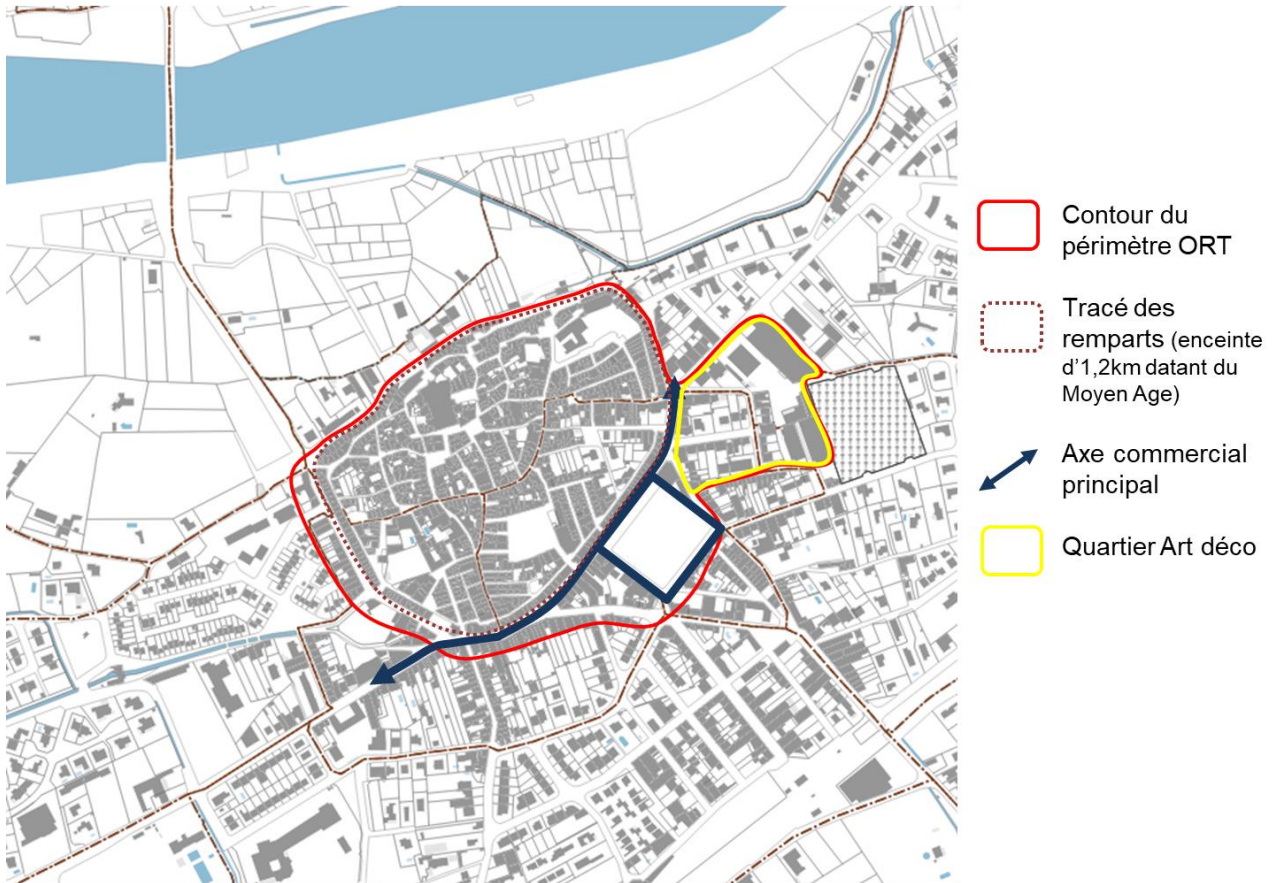 Contour du
périmètre ORT
Tracé des
remparts (enceinte
d'1,2km datant du
Moyen Age)
Axe commercial
principal
Quartier Art déco